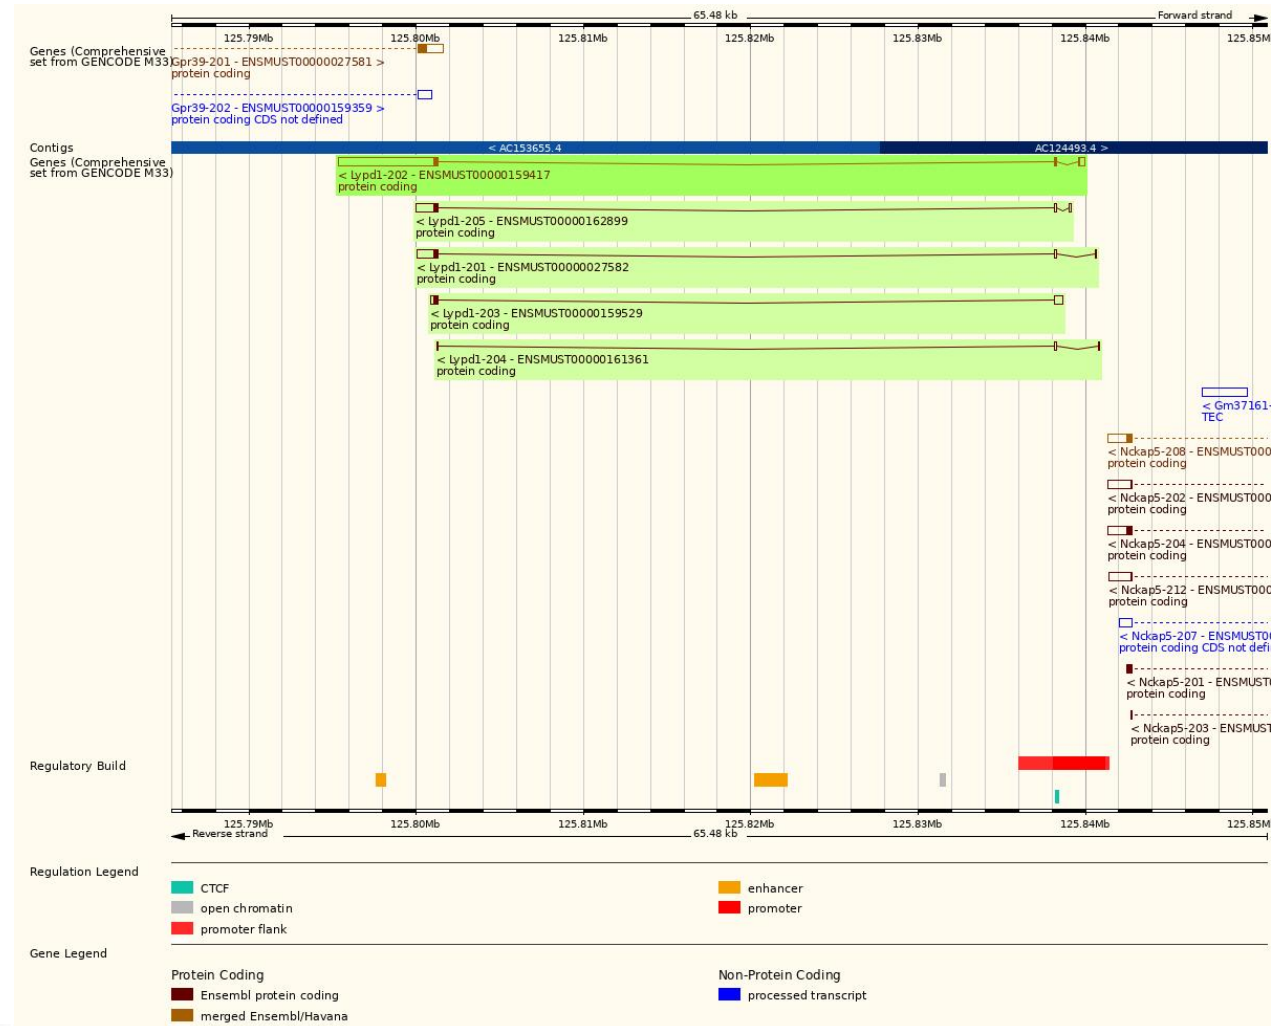 65.48 kb
Forward strand
125.79Mb 125.80Mb 125.81Mb 125.82Mb 125.83Mb 125.84Mb 125.85M
Genes (Comprehensive
set from GENCODE M33)
Gpr39-201 - ENSMUST00000027581 >
protein coding
Gpr39-202 - ENSMUST00000159359 >
protein coding CDS not defined
Contigs
< AC153655.4
AC124493.4 >
Genes (Comprehensive
set from GENCODE M33)
< Lypd1-202 - ENSMUST00000159417
protein coding
< Lypd1-205 - ENSMUST00000162899
protein coding
< Lypd1-201 - ENSMUST00000027582
protein coding
< Lypd1-203 - ENSMUST00000159529
protein coding
< Lypd1-204 - ENSMUST00000161361
protein coding
< Gm37161-
TEC
< Nckap5-208 - ENSMUST000
protein coding
< Nckap5-202 - ENSMUST000
protein coding
< Nckap5-204 - ENSMUST000
protein coding
< Nckap5-212 - ENSMUST000
protein coding
< Nckap5-207 - ENSMUST00
protein coding CDS not defi
< Nckap5-201 - ENSMUST0
protein coding
< Nckap5-203 - ENSMUST
protein coding
Regulatory Build
125.79Mb 125.80Mb 125.81Mb 125.82Mb 125.83Mb 125.84Mb 125.85M
Reverse strand
65.48 kb
Regulation Legend
CTCF
enhancer
open chromatin
promoter
promoter flank
Gene Legend
Protein Coding
Non-Protein Coding
Ensembl protein coding
processed transcript
merged Ensembl/Havana